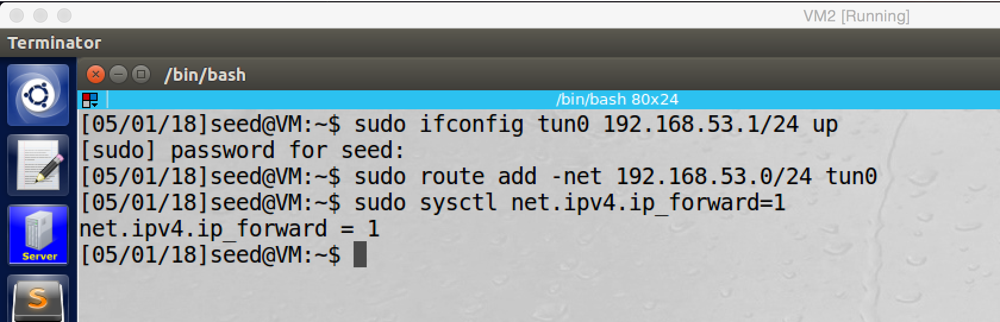 VM2 [Running]
Terminator
/bin/bash
/bin/bash 80x24
[05/01/18]seed@VM:~$ sudo ifconfig tun0 192.168.53.1/24 up
[sudo] password for seed:
[05/01/18]seed@VM:~$ sudo route add -net 192.168.53.0/24 tun0
[05/01/18]seed@VM:~$ sudo sysctl net.ipv4.ip_forward=1
net.ipv4.ip_forward = 1
[05/01/18]seed@VM:~$
Server
S